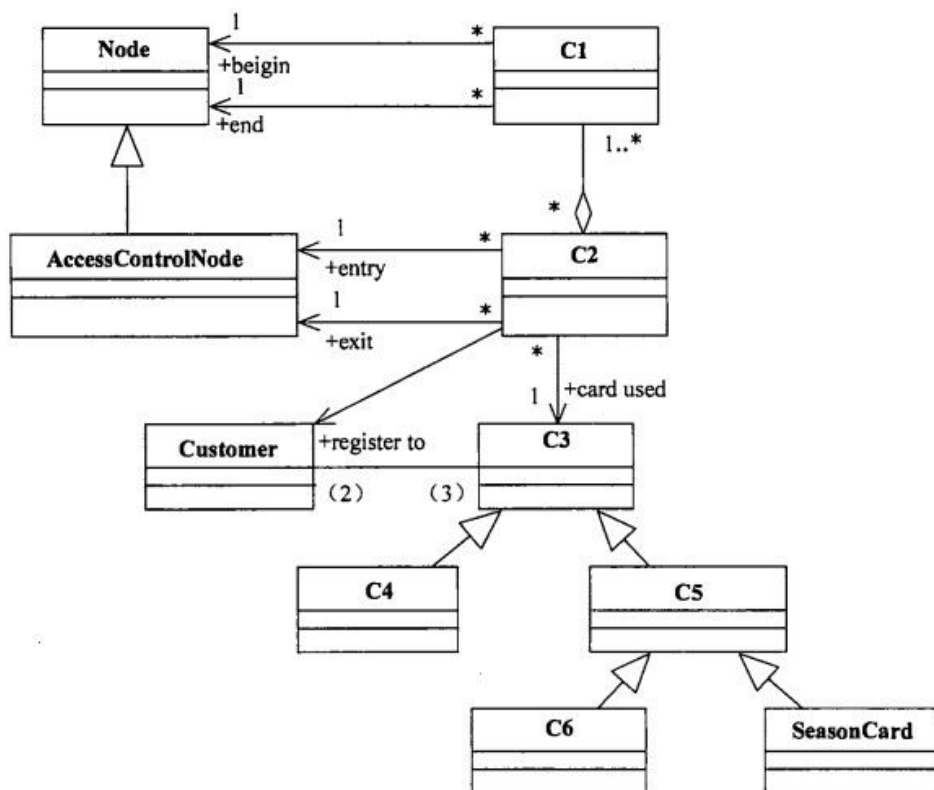 Node
1
*
C1
+beigin
1
*
+end
1..*
*
AccessControlNode
1
*
C2
+entry
1
*
+exit
*
1
+card used
Customer
+register to
C3
(2)
(3)
C4
C5
C6
SeasonCard